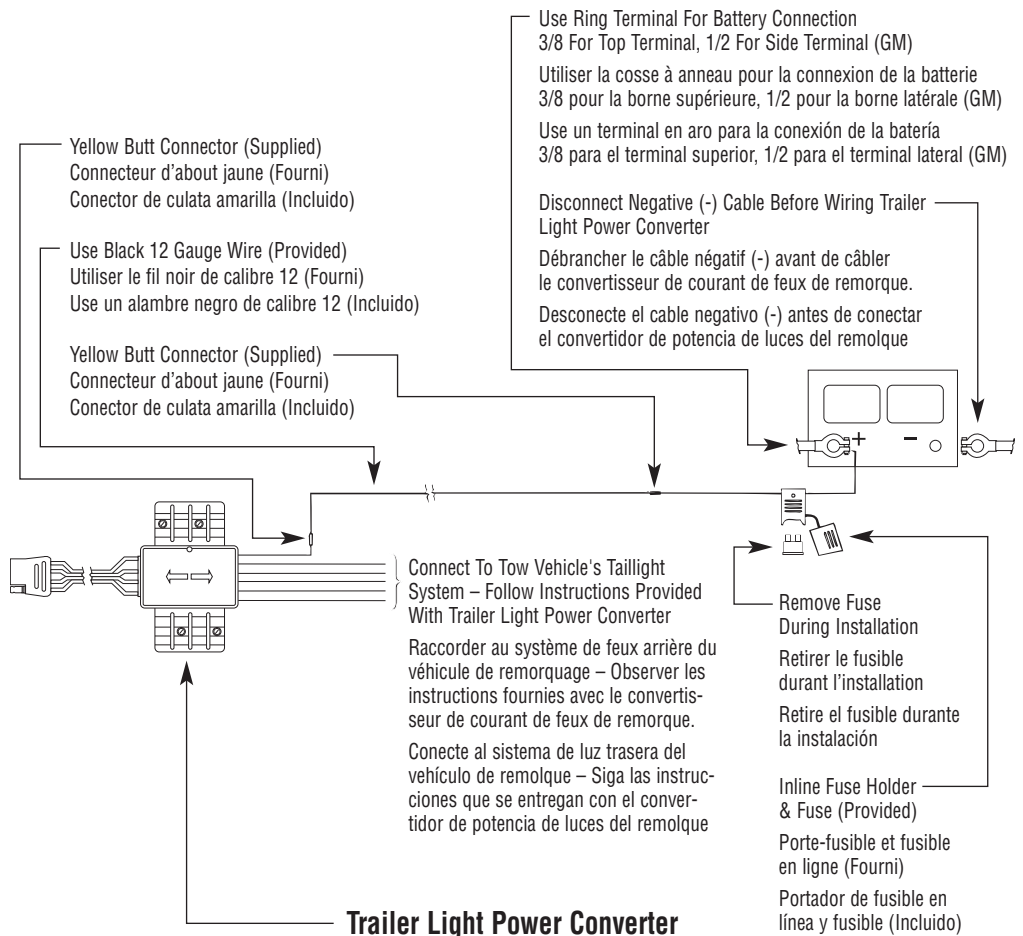 Use Ring Terminal For Battery Connection
3/8 For Top Terminal, 1/2 For Side Terminal (GM)
Utiliser la cosse à anneau pour la connexion de la batterie
3/8 pour la borne supérieure, 1/2 pour la borne latérale (GM)
Use un terminal en aro para la conexión de la batería
3/8 para el terminal superior, 1/2 para el terminal lateral (GM)
Yellow Butt Connector (Supplied)
Connecteur d'about jaune (Fourni)
Conector de culata amarilla (Incluido)
Disconnect Negative (-) Cable Before Wiring Trailer
Light Power Converter
Débrancher le câble négatif (-) avant de câbler
le convertisseur de courant de feux de remorque.
Desconecte el cable negativo (-) antes de conectar
el convertidor de potencia de luces del remolque
Use Black 12 Gauge Wire (Provided)
Utiliser le fil noir de calibre 12 (Fourni)
Use un alambre negro de calibre 12 (Incluido)
Yellow Butt Connector (Supplied)
Connecteur d'about jaune (Fourni)
Conector de culata amarilla (Incluido)
+ −
Connect To Tow Vehicle's Taillight
System – Follow Instructions Provided
With Trailer Light Power Converter
Raccorder au système de feux arrière du
véhicule de remorquage – Observer les
instructions fournies avec le convertis-
seur de courant de feux de remorque.
Conecte al sistema de luz trasera del
vehículo de remolque – Siga las instruc-
ciones que se entregan con el conver-
tidor de potencia de luces del remolque
Remove Fuse
During Installation
Retirer le fusible
durant l'installation
Retire el fusible durante
la instalación
Inline Fuse Holder
& Fuse (Provided)
Porte-fusible et fusible
en ligne (Fourni)
Portador de fusible en
línea y fusible (Incluido)
Trailer Light Power Converter